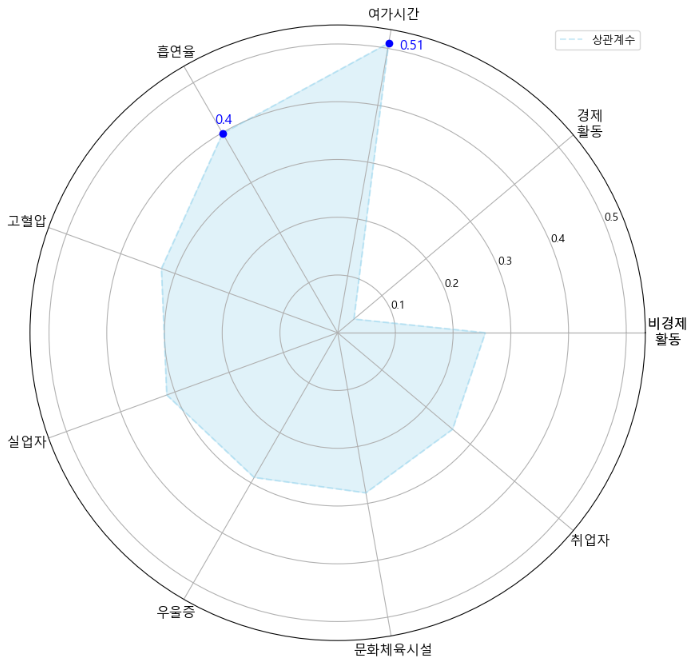 여가시간
상관계수
흡연율
0.51
0.4
경제
활동
고혈압
0.5
0.4
0.3
0.2
0.1
비경제
활동
실업자
취업자
우울증
문화체육시설